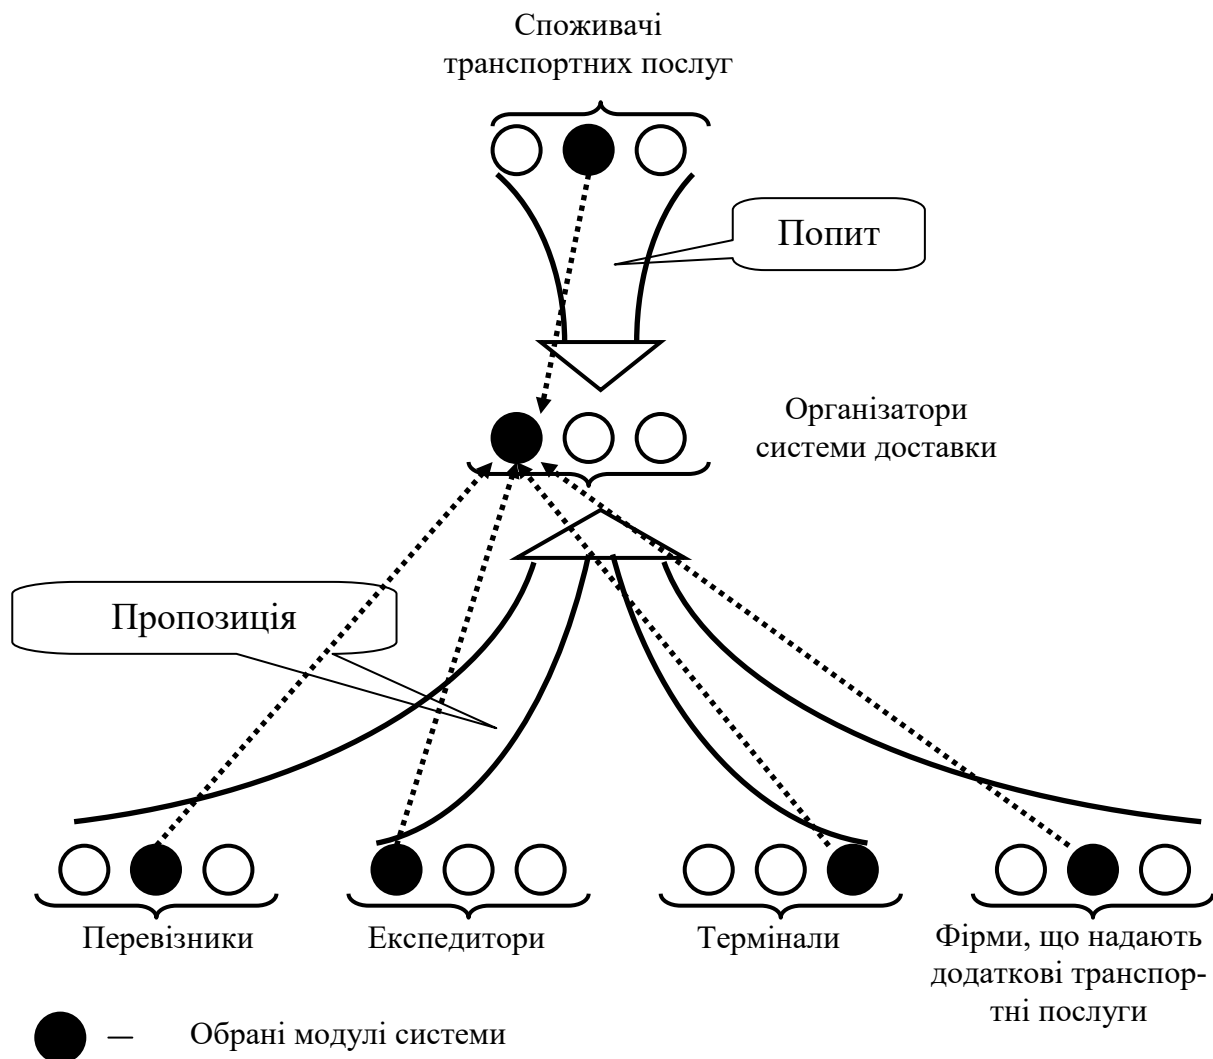 Споживачі
транспортних послуг
Попит
Організатори
системи доставки
Пропозиція
Перевізники
Експедитори
Термінали
Фірми, що надають
додаткові транспор-
тні послуги
– Обрані модулі системи